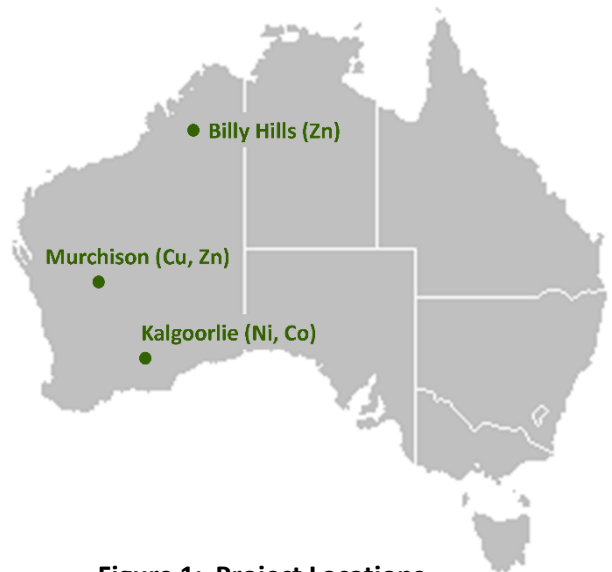 Billy Hills (Zn)
Murchison (Cu, Zn)
Kalgoorlie (Ni, Co)
Figure 1: Project Locations